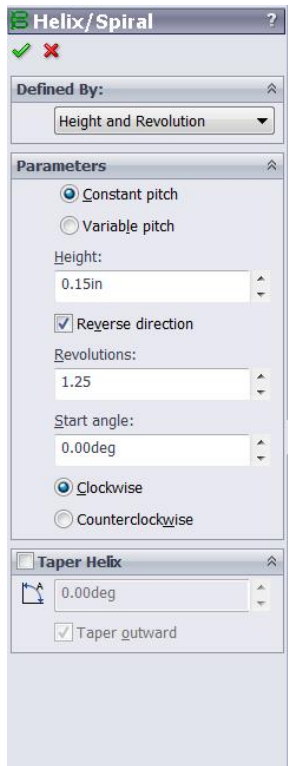 Helix/Spiral ?
Defined By:
Height and Revolution
Parameters
Constant pitch
Variable pitch
Height:
0.15in
Reverse direction
Revolutions:
1.25
Start angle:
0.00deg
Clockwise
Counterclockwise
Taper Helix
A
0.00deg
Taper outward